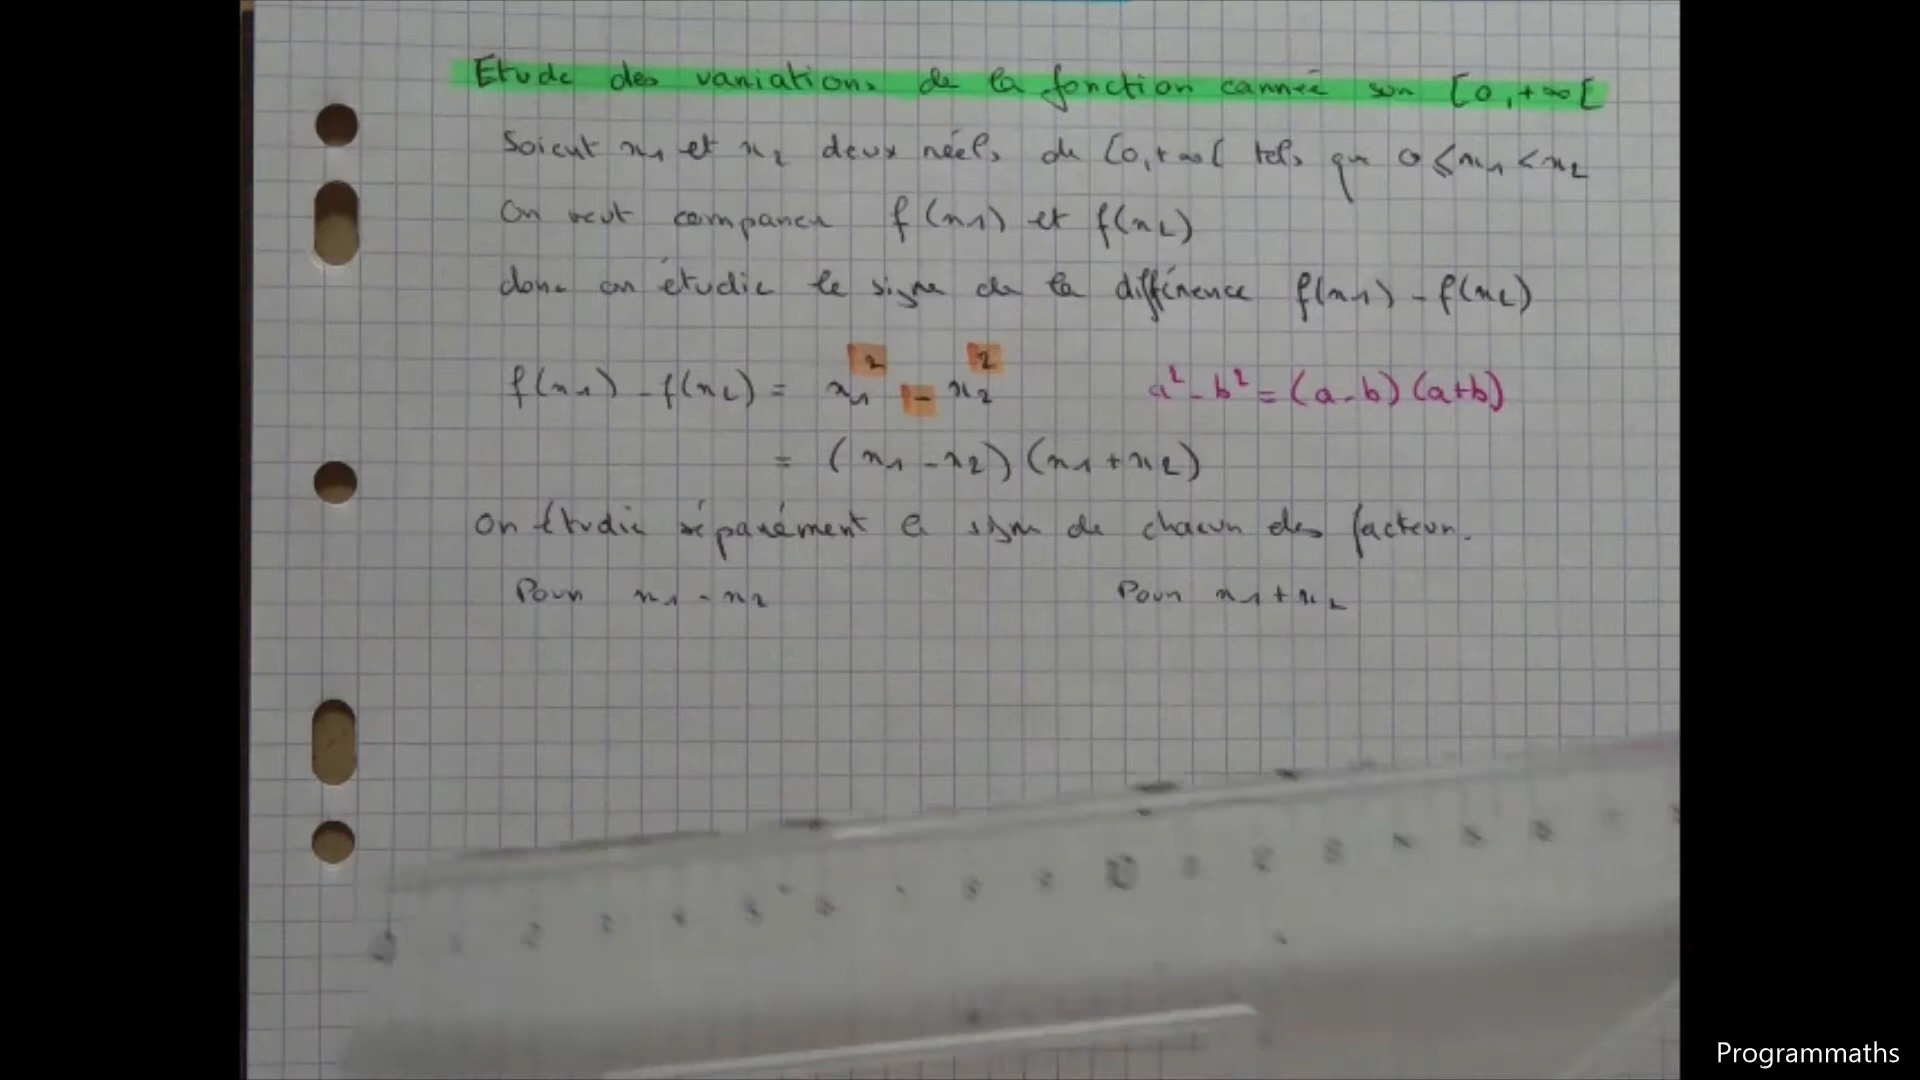 Etude des variations de la fonction carrée sur [0,+∞[
Soient x₁ et x₂ deux réels de [0,+∞[ tels que 0 ⩽ x₁ < x₂
On veut comparer f(x₁) et f(x₂)
donc on étudie le signe de la différence f(x₁) - f(x₂)
f(x₁) - f(x₂) = x₁² - x₂² a² - b² = (a-b)(a+b)
= (x₁ - x₂)(x₁ + x₂)
On étudie séparément le signe de chacun des facteurs.
Pour x₁ - x₂ Pour x₁ + x₂
Programmaths